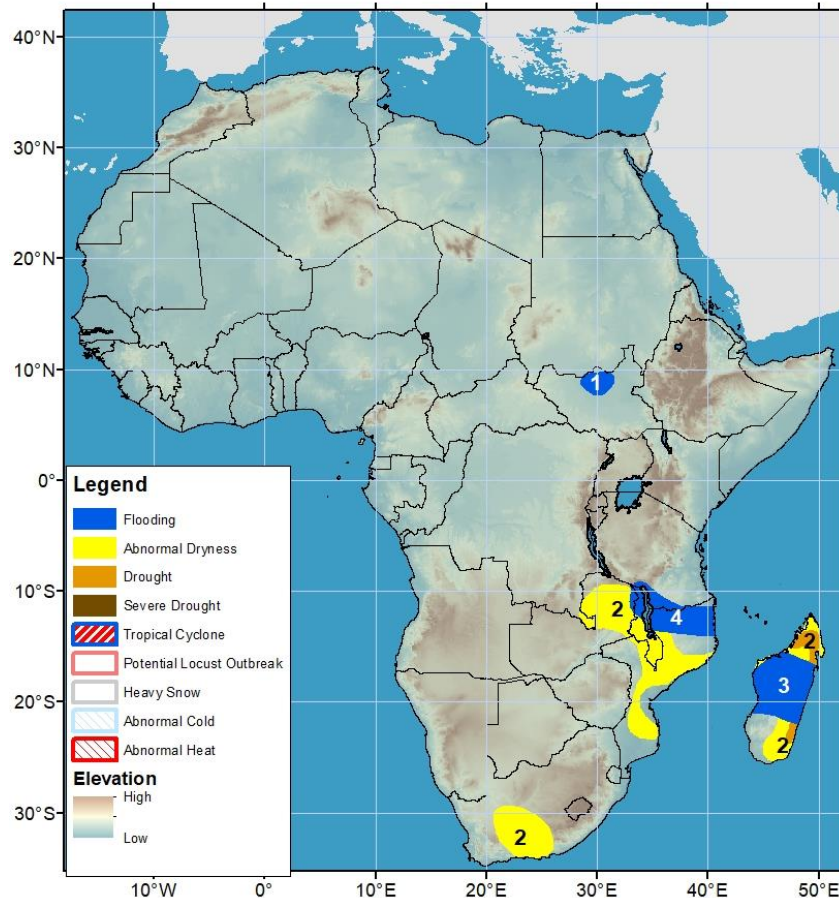 40°N
30°N
20°N
10°N
1
0°
Legend
Flooding
Abnormal Dryness
Drought
Severe Drought
Tropical Cyclone
Potential Locust Outbreak
Heavy Snow
Abnormal Cold
Abnormal Heat
Elevation
High
Low
10°S
2
4
2
20°S
3
2
30°S
2
10°W
0°
10°E
20°E
30°E
40°E
50°E